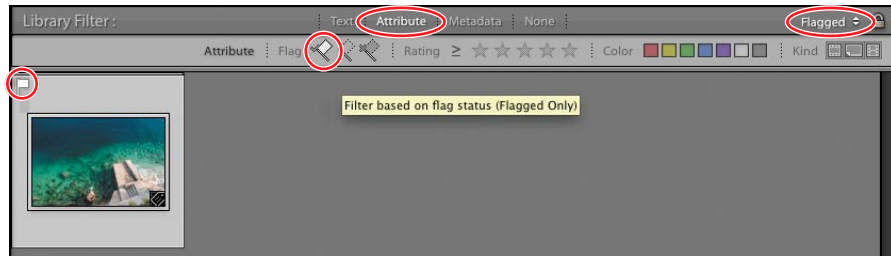 Library Filter : Text Attribute Metadata None Flagged
Attribute Flag Rating ≥ Color Kind
Filter based on flag status (Flagged Only)